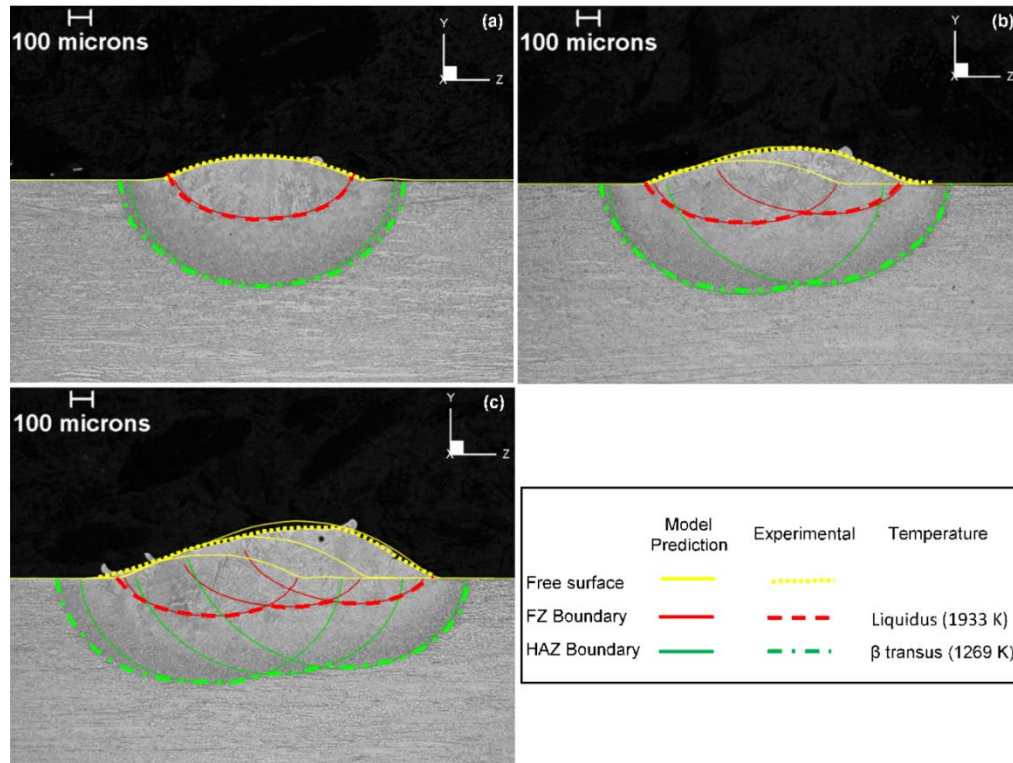 (a)
100 microns
Y
X
Z
(b)
100 microns
Y
X
Z
(c)
100 microns
Y
X
Z
Model Prediction Experimental Temperature
Free surface
FZ Boundary Liquidus (1933 K)
HAZ Boundary β transus (1269 K)